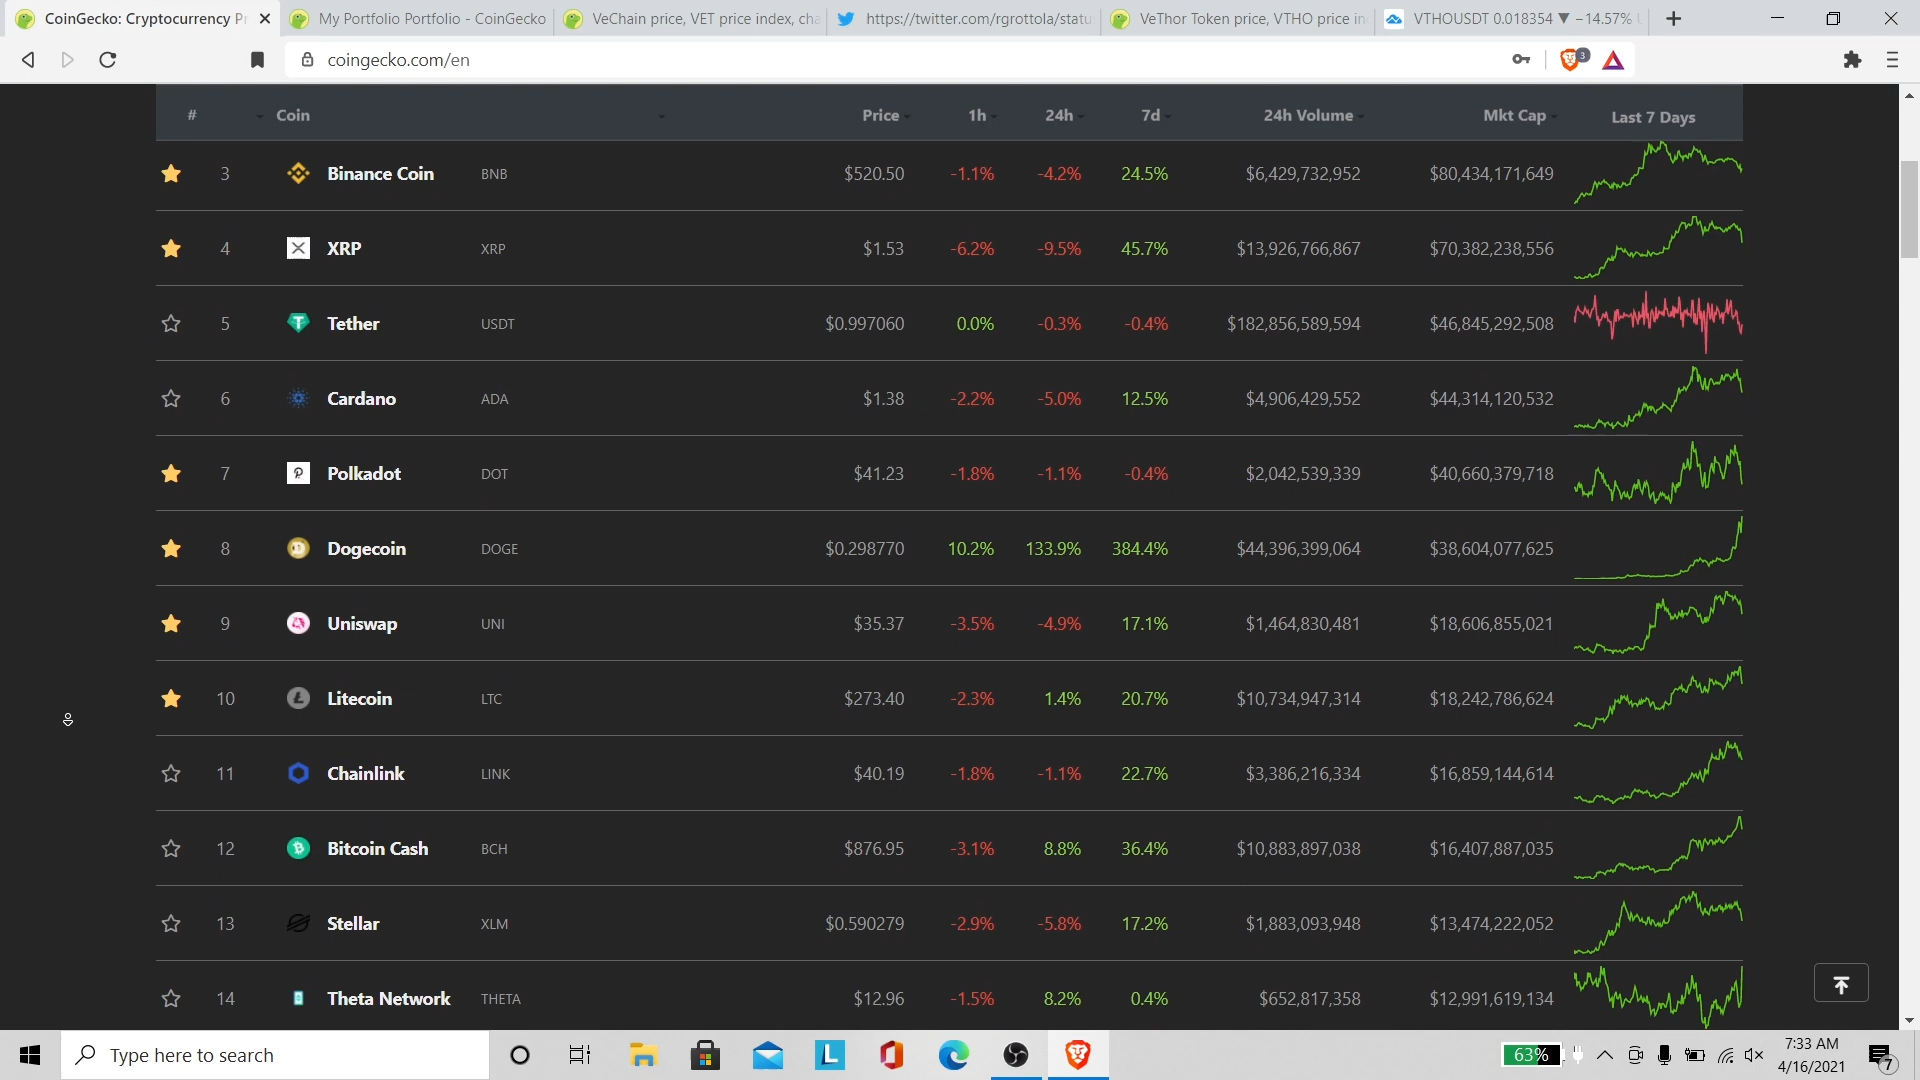 CoinGecko: Cryptocurrency Pr
My Portfolio Portfolio - CoinGecko
VeChain price, VET price index, cha
https://twitter.com/rgrottola/statu
VeThor Token price, VTHO price in
VTHOUSDT 0.018354 ▼ −14.57%
coingecko.com/en
3
# Coin Price 1h 24h 7d 24h Volume Mkt Cap Last 7 Days
3 Binance Coin BNB $520.50 -1.1% -4.2% 24.5% $6,429,732,952 $80,434,171,649
4 XRP XRP $1.53 -6.2% -9.5% 45.7% $13,926,766,867 $70,382,238,556
5 Tether USDT $0.997060 0.0% -0.3% -0.4% $182,856,589,594 $46,845,292,508
6 Cardano ADA $1.38 -2.2% -5.0% 12.5% $4,906,429,552 $44,314,120,532
7 Polkadot DOT $41.23 -1.8% -1.1% -0.4% $2,042,539,339 $40,660,379,718
8 Dogecoin DOGE $0.298770 10.2% 133.9% 384.4% $44,396,399,064 $38,604,077,625
9 Uniswap UNI $35.37 -3.5% -4.9% 17.1% $1,464,830,481 $18,606,855,021
10 Litecoin LTC $273.40 -2.3% 1.4% 20.7% $10,734,947,314 $18,242,786,624
11 Chainlink LINK $40.19 -1.8% -1.1% 22.7% $3,386,216,334 $16,859,144,614
12 Bitcoin Cash BCH $876.95 -3.1% 8.8% 36.4% $10,883,897,038 $16,407,887,035
13 Stellar XLM $0.590279 -2.9% -5.8% 17.2% $1,883,093,948 $13,474,222,052
14 Theta Network THETA $12.96 -1.5% 8.2% 0.4% $652,817,358 $12,991,619,134
Type here to search
63%
7:33 AM
4/16/2021
7